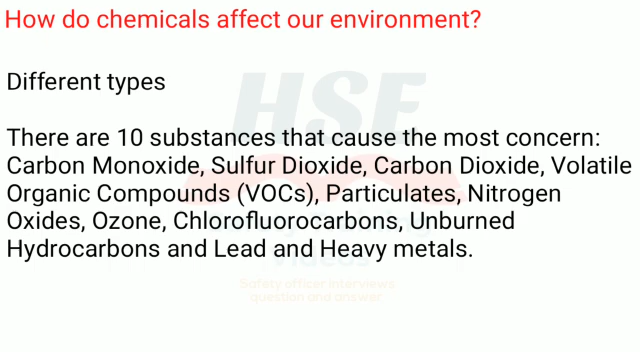 How do chemicals affect our environment?
Different types
HSE
There are 10 substances that cause the most concern:
Carbon Monoxide, Sulfur Dioxide, Carbon Dioxide, Volatile
Organic Compounds (VOCs), Particulates, Nitrogen
Oxides, Ozone, Chlorofluorocarbons, Unburned
Hydrocarbons and Lead and Heavy metals.
Safety officer interviews
question and answer